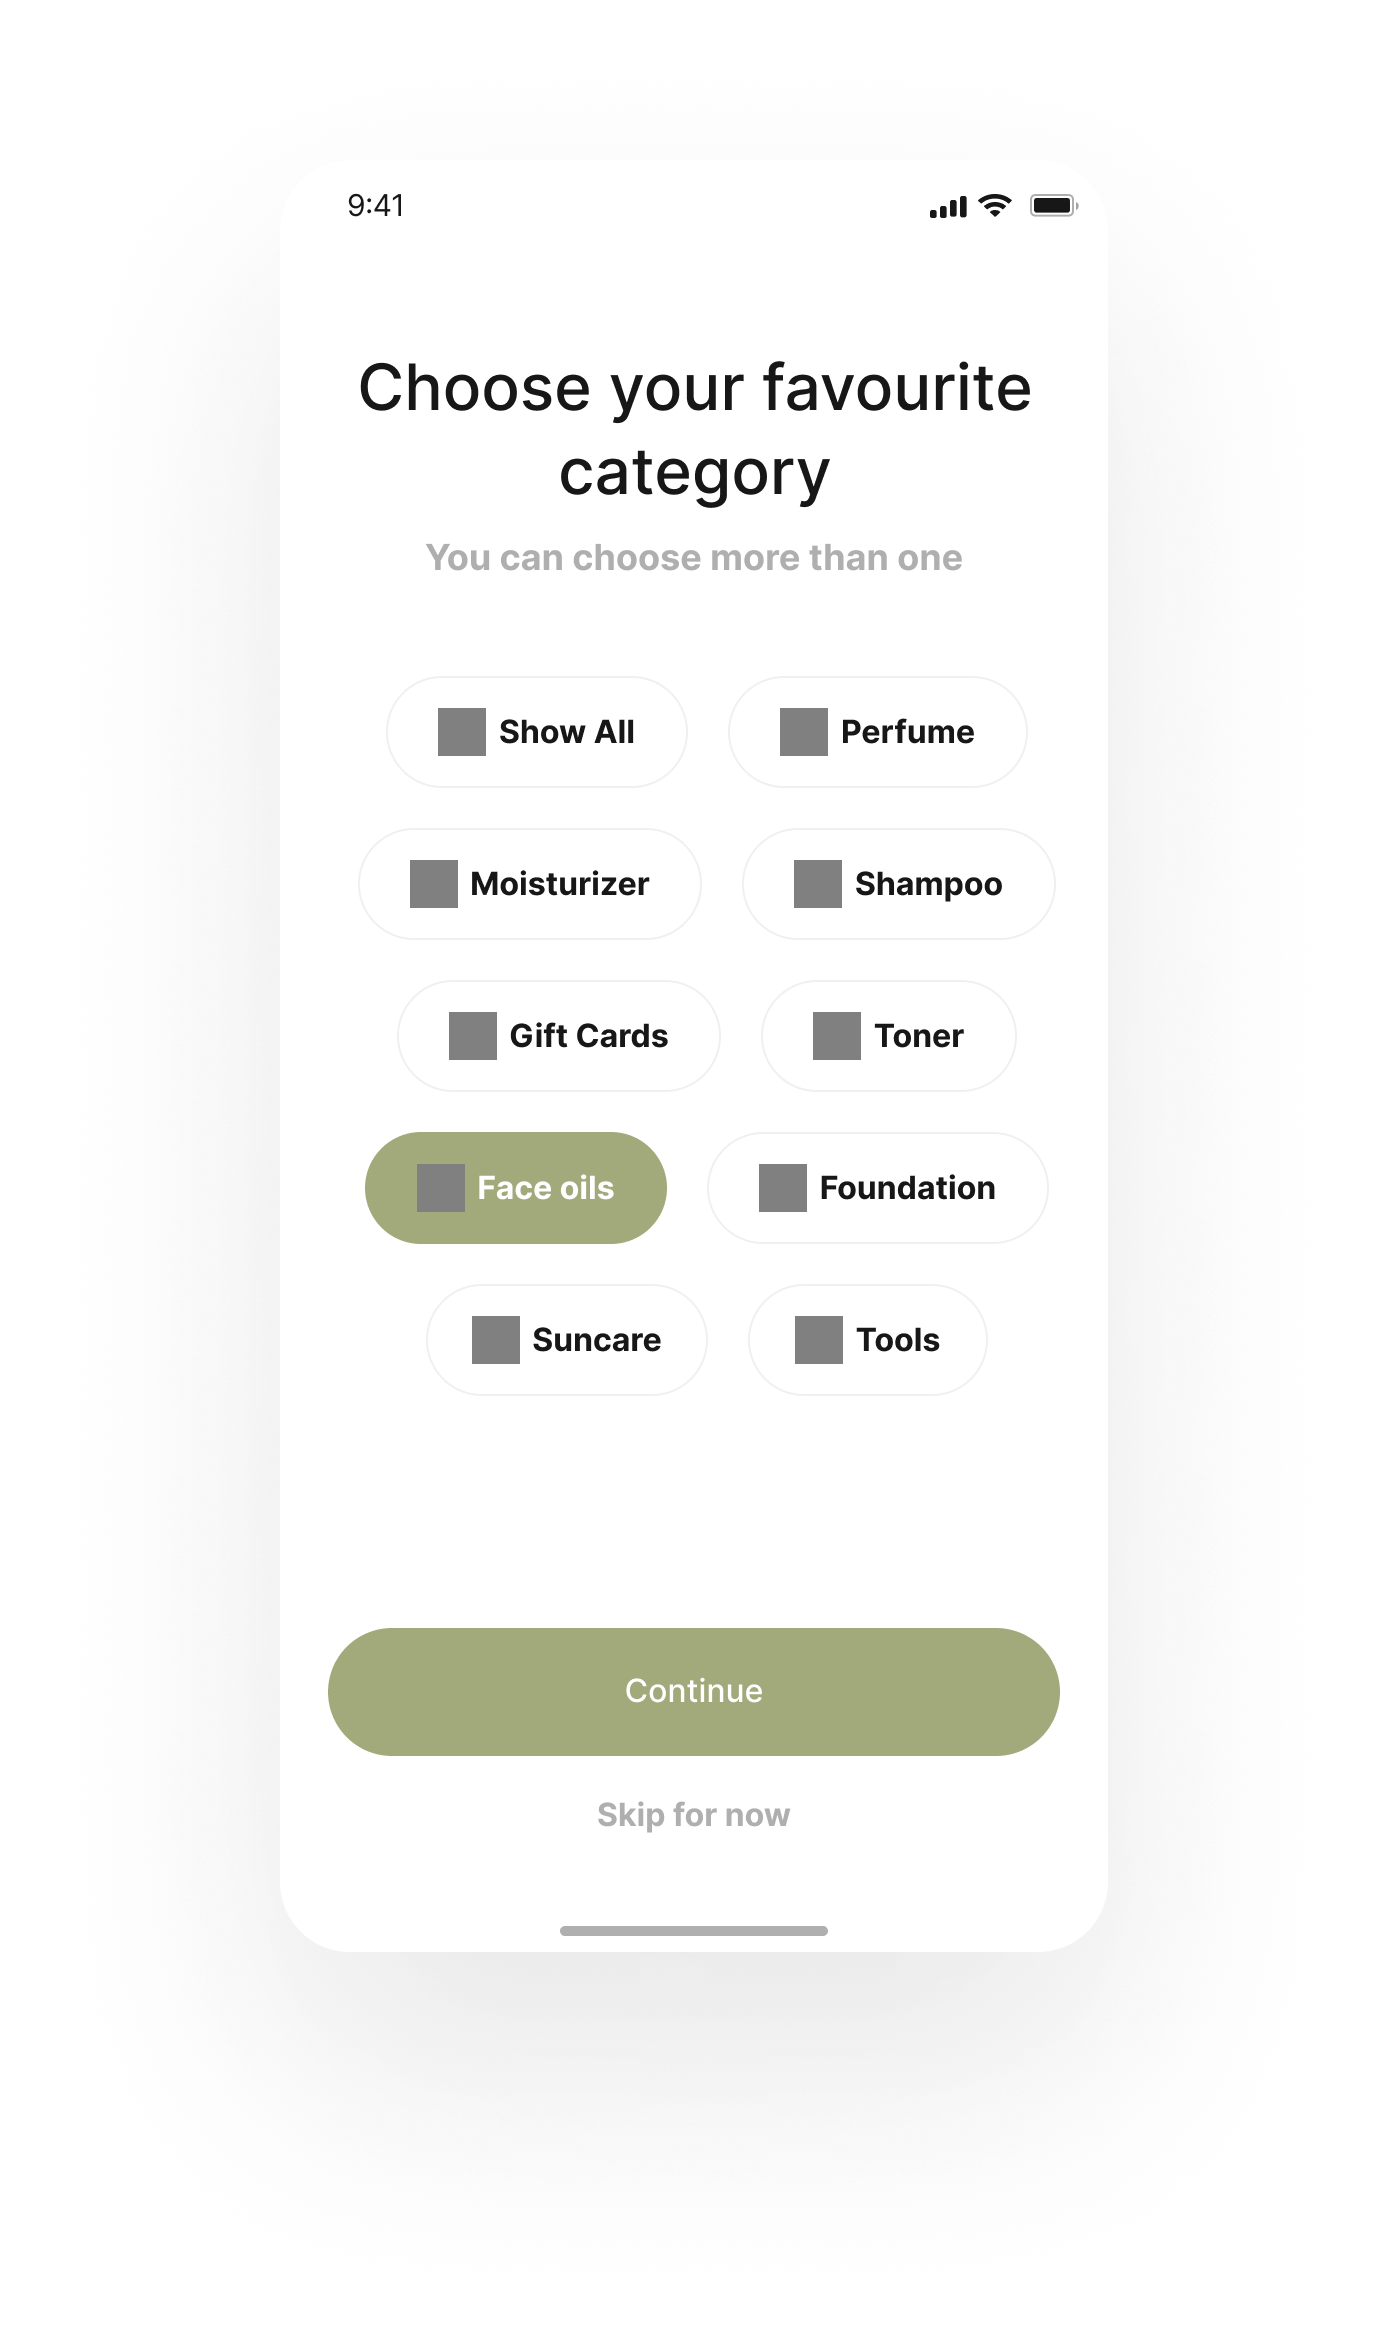 9:41
Choose your favourite
category
You can choose more than one
Show All
Perfume
Moisturizer
Shampoo
Gift Cards
Toner
Face oils
Foundation
Suncare
Tools
Continue
Skip for now